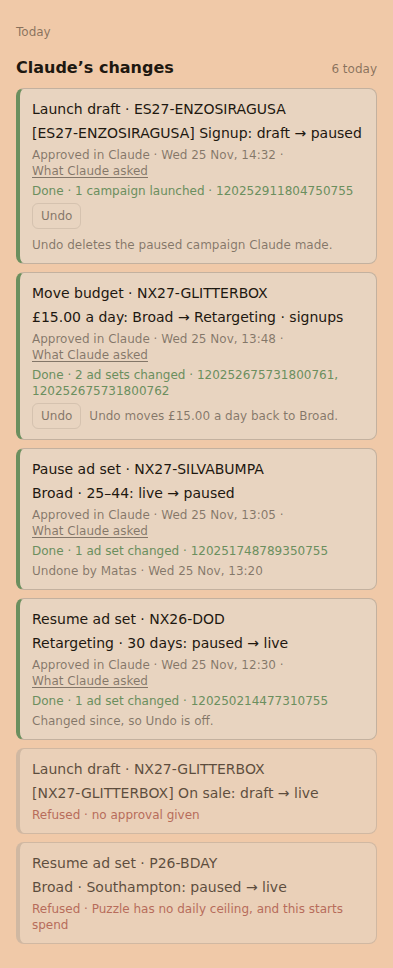 Today
Claude’s changes
6 today
Launch draft · ES27-ENZOSIRAGUSA
[ES27-ENZOSIRAGUSA] Signup: draft → paused
Approved in Claude · Wed 25 Nov, 14:32 ·
What Claude asked
Done · 1 campaign launched · 120252911804750755
Undo
Undo deletes the paused campaign Claude made.
Move budget · NX27-GLITTERBOX
£15.00 a day: Broad → Retargeting · signups
Approved in Claude · Wed 25 Nov, 13:48 ·
What Claude asked
Done · 2 ad sets changed · 120252675731800761,
120252675731800762
Undo
Undo moves £15.00 a day back to Broad.
Pause ad set · NX27-SILVABUMPA
Broad · 25–44: live → paused
Approved in Claude · Wed 25 Nov, 13:05 ·
What Claude asked
Done · 1 ad set changed · 120251748789350755
Undone by Matas · Wed 25 Nov, 13:20
Resume ad set · NX26-DOD
Retargeting · 30 days: paused → live
Approved in Claude · Wed 25 Nov, 12:30 ·
What Claude asked
Done · 1 ad set changed · 120250214477310755
Changed since, so Undo is off.
Launch draft · NX27-GLITTERBOX
[NX27-GLITTERBOX] On sale: draft → live
Refused · no approval given
Resume ad set · P26-BDAY
Broad · Southampton: paused → live
Refused · Puzzle has no daily ceiling, and this starts
spend